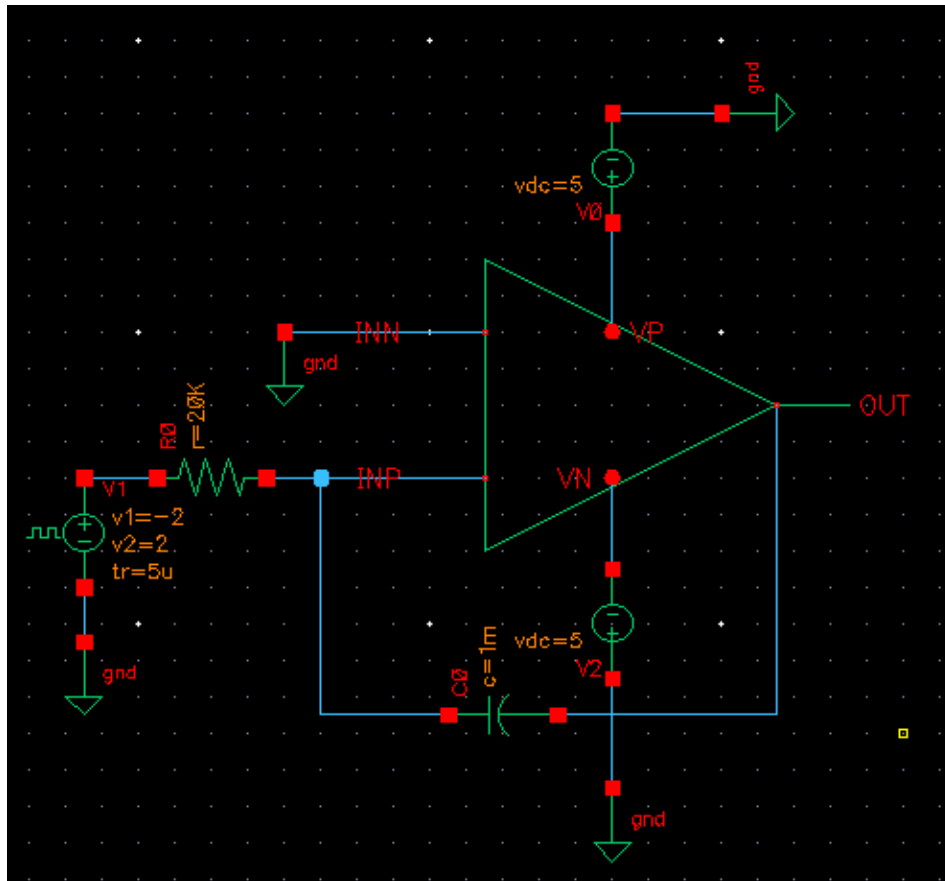 gnd
vdc=5
V0
INN
VP
gnd
OUT
R0
r=20K
V1
INP
VN
v1=-2
v2=2
tr=5u
vdc=5
V2
C0
c=1m
gnd
gnd